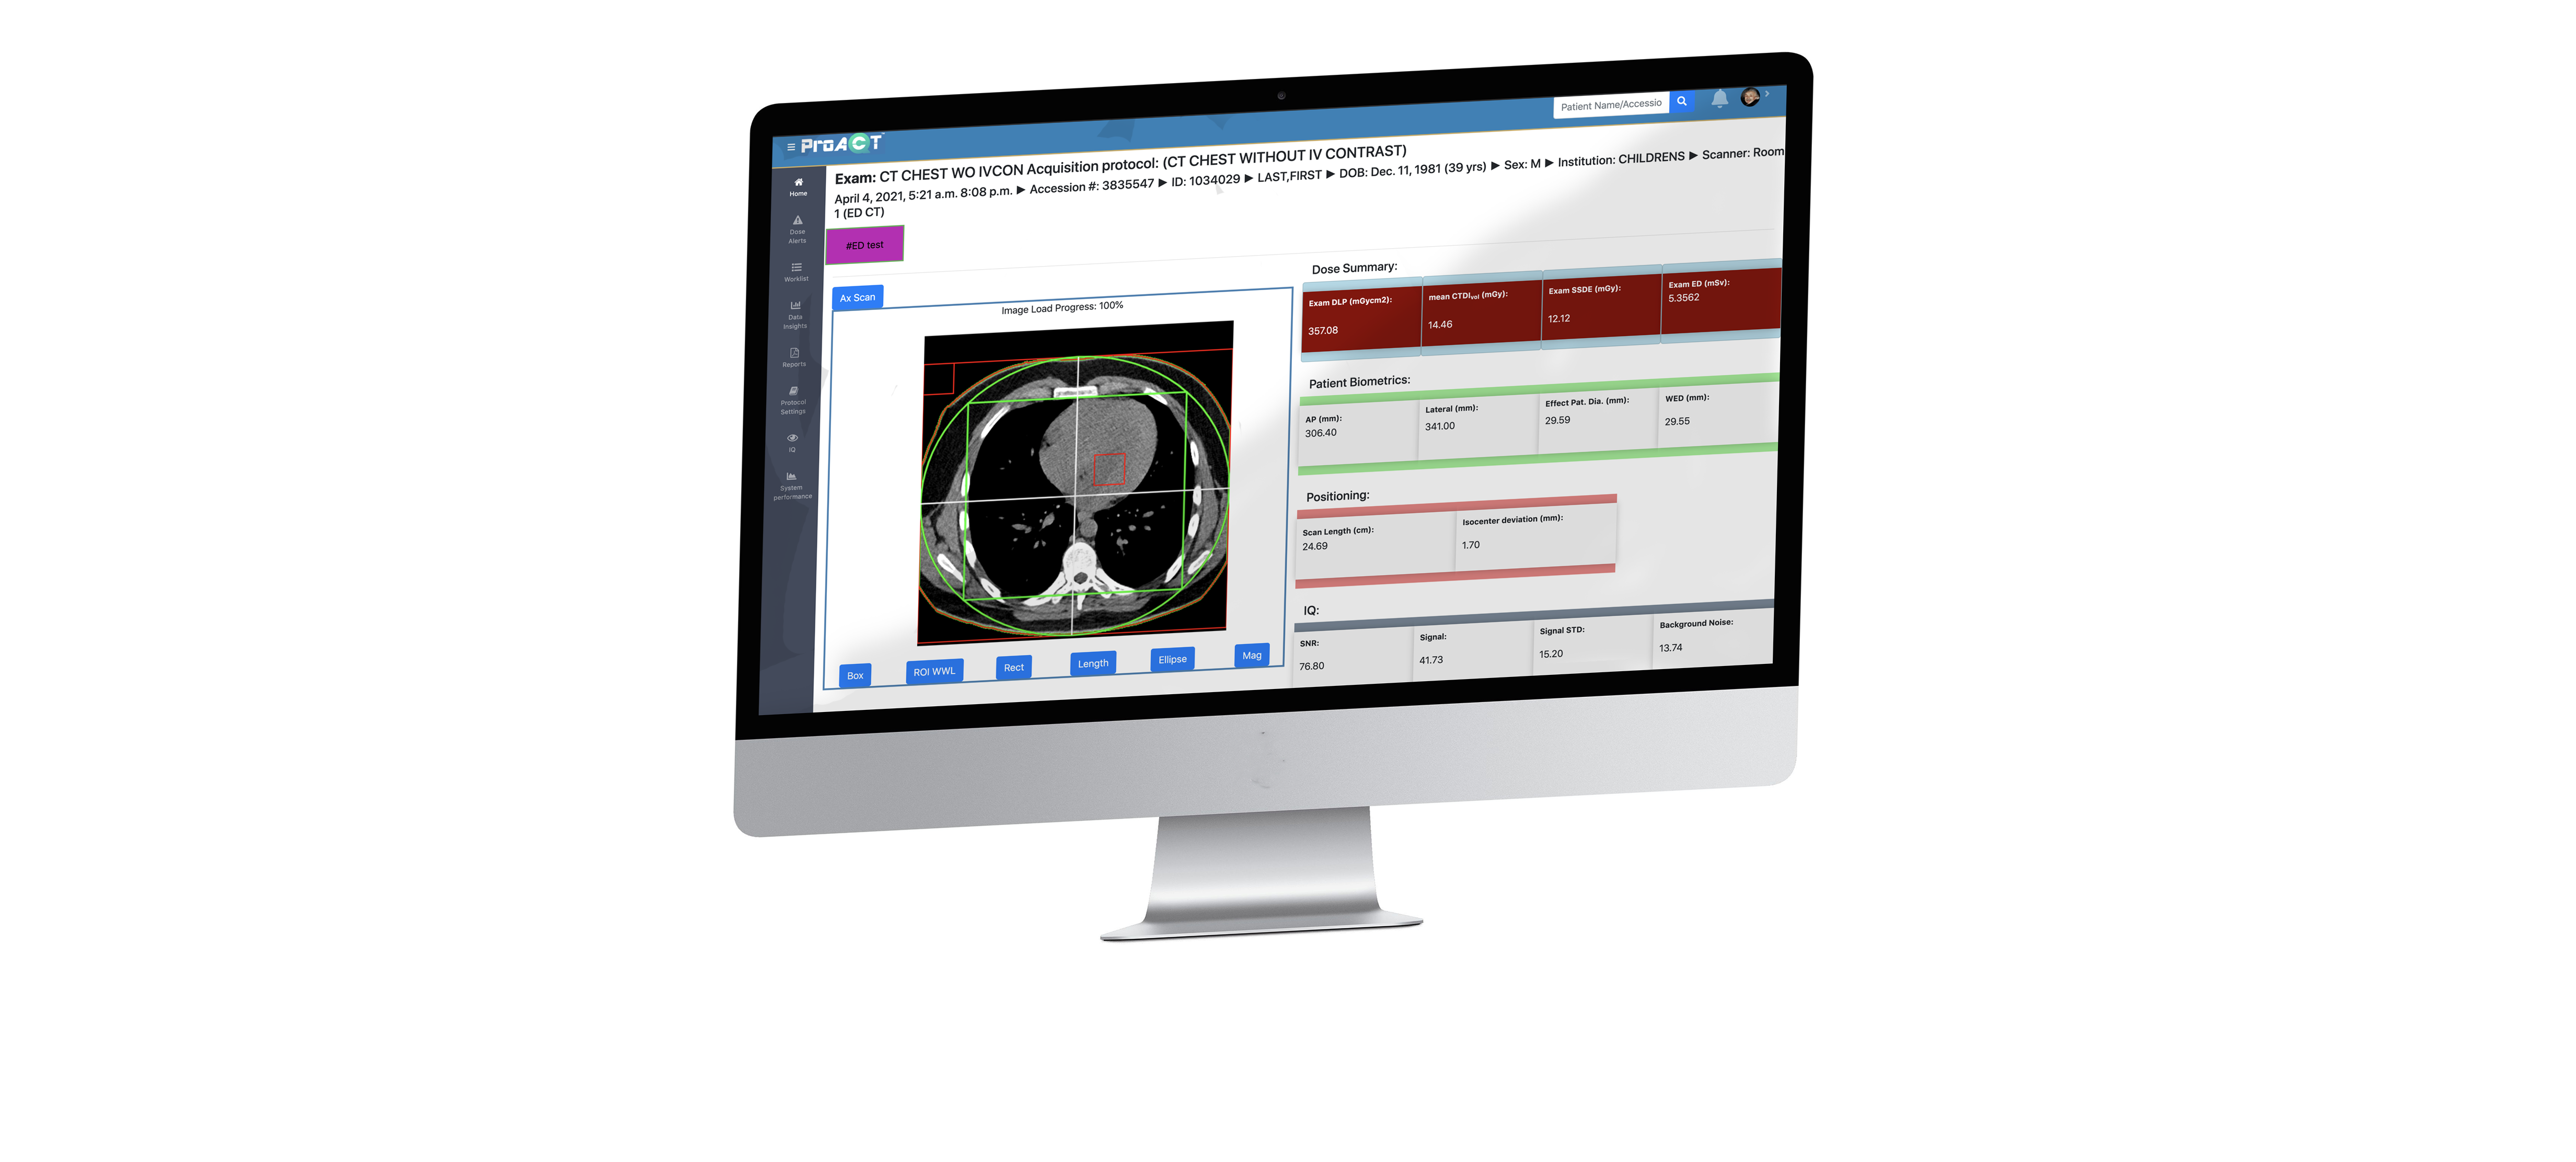 ProACT
Patient Name/Accessio
Home
Dose
Alerts
Worklist
Data
Insights
Reports
Protocol
Settings
IQ
System
performance
Exam: CT CHEST WO IVCON Acquisition protocol: (CT CHEST WITHOUT IV CONTRAST)
April 4, 2021, 5:21 a.m. 8:08 p.m. ► Accession #: 3835547 ► ID: 1034029 ► LAST,FIRST ► DOB: Dec. 11, 1981 (39 yrs) ► Sex: M ► Institution: CHILDRENS ► Scanner: Room
1 (ED CT)
#ED test
Ax Scan
Image Load Progress: 100%
Box ROI WWL Rect Length Ellipse Mag
Dose Summary:
Exam DLP (mGycm2): mean CTDIvol (mGy): Exam SSDE (mGy): Exam ED (mSv):
357.08 14.46 12.12 5.3562
Patient Biometrics:
AP (mm): Lateral (mm): Effect Pat. Dia. (mm): WED (mm):
306.40 341.00 29.59 29.55
Positioning:
Scan Length (cm): Isocenter deviation (mm):
24.69 1.70
IQ:
SNR: Signal: Signal STD: Background Noise:
76.80 41.73 15.20 13.74